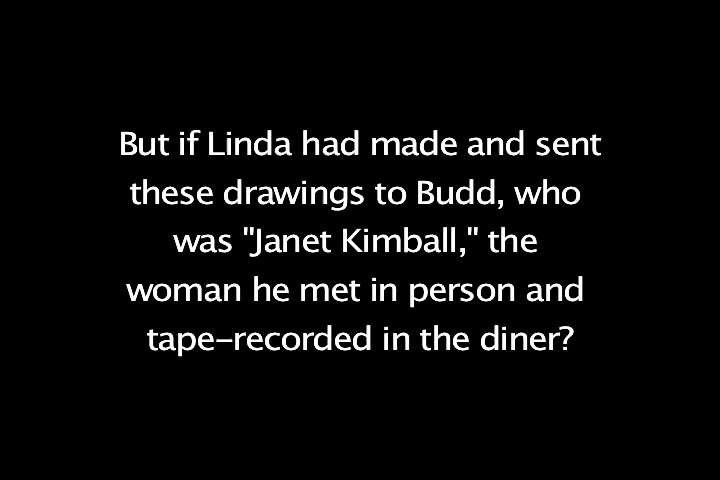 But if Linda had made and sent
these drawings to Budd, who
was "Janet Kimball," the
woman he met in person and
tape-recorded in the diner?